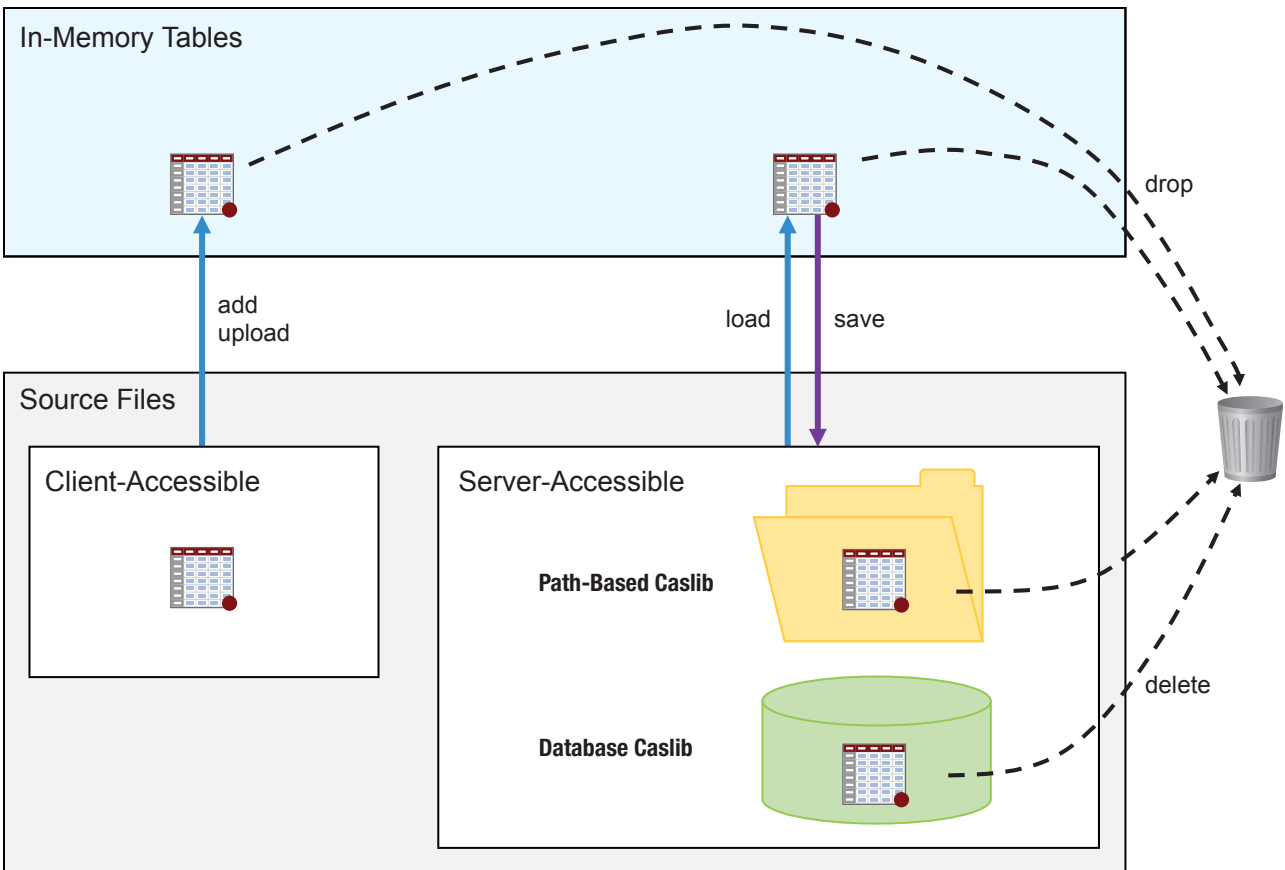 In-Memory Tables
drop
add
upload
load
save
Source Files
Client-Accessible
Server-Accessible
Path-Based Caslib
delete
Database Caslib